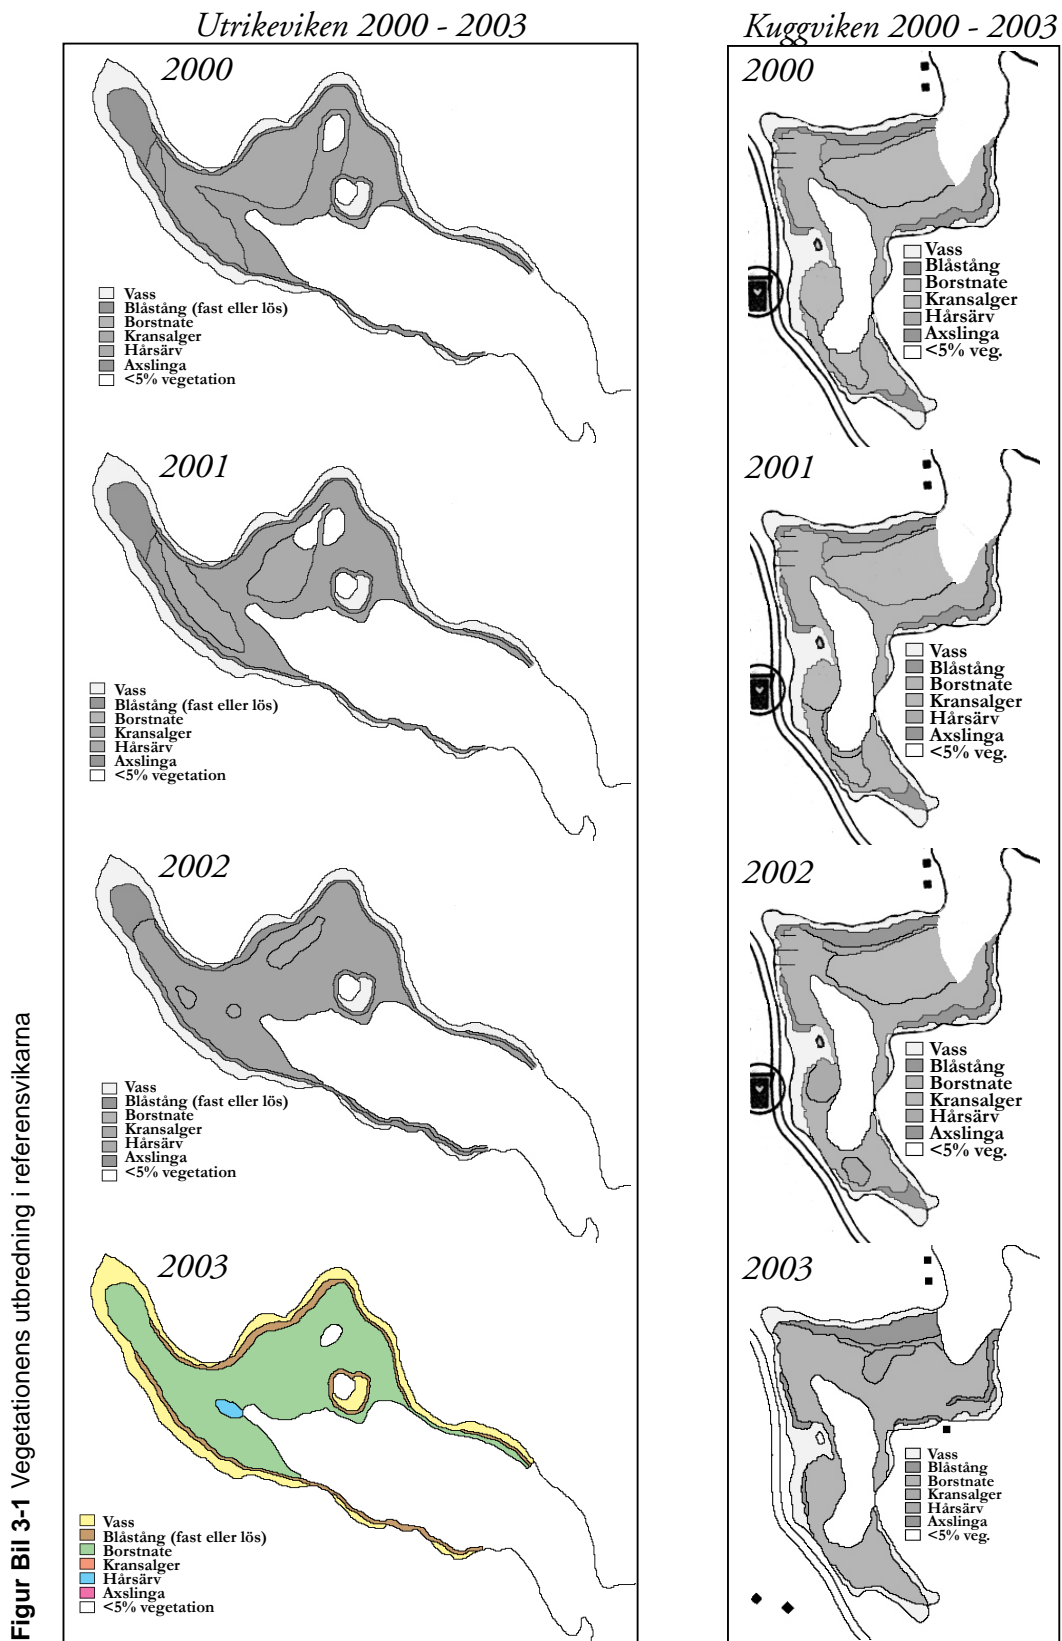 Utrikeviken 2000 - 2003
2000
Vass
Blåstång (fast eller lös)
Borstnate
Kransalger
Hårsärv
Axslinga
<5% vegetation
2001
Vass
Blåstång (fast eller lös)
Borstnate
Kransalger
Hårsärv
Axslinga
<5% vegetation
2002
Vass
Blåstång (fast eller lös)
Borstnate
Kransalger
Hårsärv
Axslinga
<5% vegetation
2003
Vass
Blåstång (fast eller lös)
Borstnate
Kransalger
Hårsärv
Axslinga
<5% vegetation
Kuggviken 2000 - 2003
2000
Vass
Blåstång
Borstnate
Kransalger
Hårsärv
Axslinga
<5% veg.
2001
Vass
Blåstång
Borstnate
Kransalger
Hårsärv
Axslinga
<5% veg.
2002
Vass
Blåstång
Borstnate
Kransalger
Hårsärv
Axslinga
<5% veg.
2003
Vass
Blåstång
Borstnate
Kransalger
Hårsärv
Axslinga
<5% veg.
Figur Bil 3-1 Vegetationens utbredning i referensvikarna